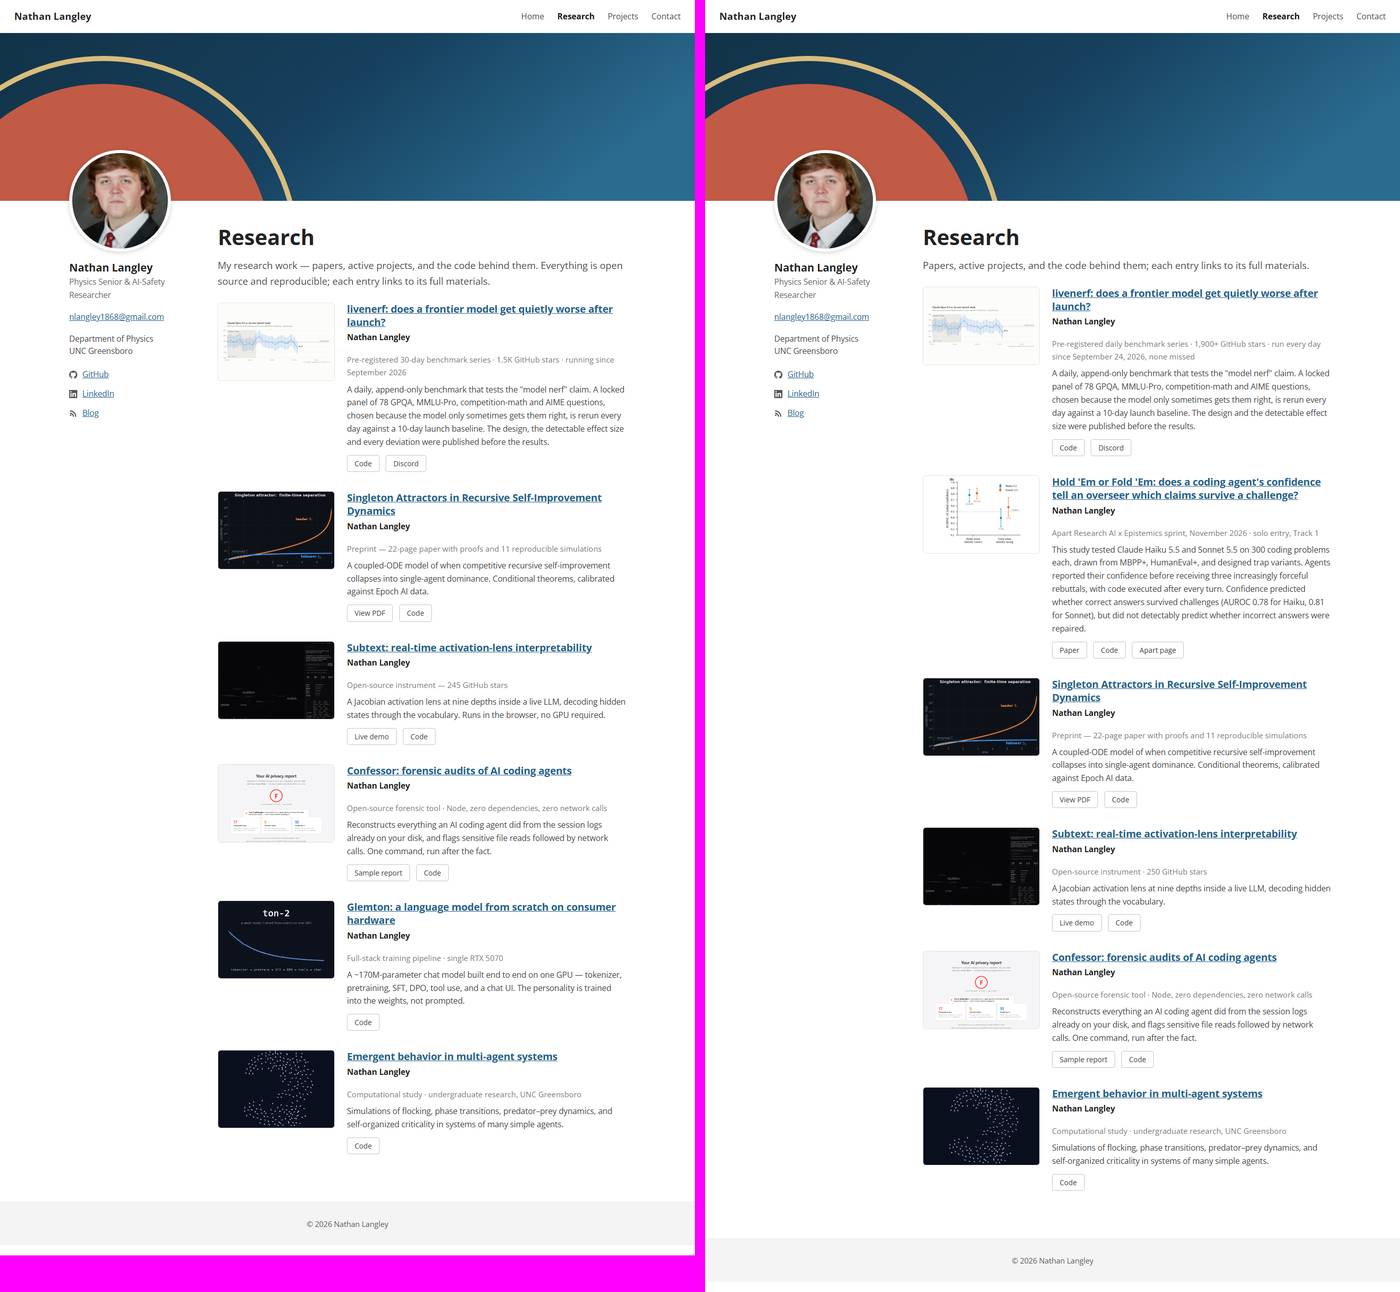 Nathan Langley
Home Research Projects Contact
Nathan Langley
Physics Senior & AI-Safety
Researcher
nlangley1868@gmail.com
Department of Physics
UNC Greensboro
GitHub
LinkedIn
Blog
Research
My research work — papers, active projects, and the code behind them. Everything is open
source and reproducible; each entry links to its full materials.
livenerf: does a frontier model get quietly worse after
launch?
Nathan Langley
Pre-registered 30-day benchmark series · 1.5K GitHub stars · running since
September 2026
A daily, append-only benchmark that tests the "model nerf" claim. A locked
panel of 78 GPQA, MMLU-Pro, competition-math and AIME questions,
chosen because the model only sometimes gets them right, is rerun every
day against a 10-day launch baseline. The design, the detectable effect size
and every deviation were published before the results.
Code Discord
Singleton attractor: finite-time separation
Singleton Attractors in Recursive Self-Improvement
Dynamics
Nathan Langley
Preprint — 22-page paper with proofs and 11 reproducible simulations
A coupled-ODE model of when competitive recursive self-improvement
collapses into single-agent dominance. Conditional theorems, calibrated
against Epoch AI data.
View PDF Code
Subtext: real-time activation-lens interpretability
Nathan Langley
Open-source instrument — 245 GitHub stars
A Jacobian activation lens at nine depths inside a live LLM, decoding hidden
states through the vocabulary. Runs in the browser, no GPU required.
Live demo Code
Your AI privacy report
F
Confessor: forensic audits of AI coding agents
Nathan Langley
Open-source forensic tool · Node, zero dependencies, zero network calls
Reconstructs everything an AI coding agent did from the session logs
already on your disk, and flags sensitive file reads followed by network
calls. One command, run after the fact.
Sample report Code
ton-2
Glemton: a language model from scratch on consumer
hardware
Nathan Langley
Full-stack training pipeline · single RTX 5070
A ~170M-parameter chat model built end to end on one GPU — tokenizer,
pretraining, SFT, DPO, tool use, and a chat UI. The personality is trained
into the weights, not prompted.
Code
Emergent behavior in multi-agent systems
Nathan Langley
Computational study · undergraduate research, UNC Greensboro
Simulations of flocking, phase transitions, predator–prey dynamics, and
self-organized criticality in systems of many simple agents.
Code
© 2026 Nathan Langley
Nathan Langley
Home Research Projects Contact
Nathan Langley
Physics Senior & AI-Safety
Researcher
nlangley1868@gmail.com
Department of Physics
UNC Greensboro
GitHub
LinkedIn
Blog
Research
Papers, active projects, and the code behind them; each entry links to its full materials.
livenerf: does a frontier model get quietly worse after
launch?
Nathan Langley
Pre-registered daily benchmark series · 1,900+ GitHub stars · run every day
since September 24, 2026, none missed
A daily, append-only benchmark that tests the "model nerf" claim. A locked
panel of 78 GPQA, MMLU-Pro, competition-math and AIME questions,
chosen because the model only sometimes gets them right, is rerun every
day against a 10-day launch baseline. The design and the detectable effect
size were published before the results.
Code Discord
Hold 'Em or Fold 'Em: does a coding agent's confidence
tell an overseer which claims survive a challenge?
Nathan Langley
Apart Research AI x Epistemics sprint, November 2026 · solo entry, Track 1
This study tested Claude Haiku 5.5 and Sonnet 5.5 on 300 coding problems
each, drawn from MBPP+, HumanEval+, and designed trap variants. Agents
reported their confidence before receiving three increasingly forceful
rebuttals, with code executed after every turn. Confidence predicted
whether correct answers survived challenges (AUROC 0.78 for Haiku, 0.81
for Sonnet), but did not detectably predict whether incorrect answers were
repaired.
Paper Code Apart page
Singleton attractor: finite-time separation
Singleton Attractors in Recursive Self-Improvement
Dynamics
Nathan Langley
Preprint — 22-page paper with proofs and 11 reproducible simulations
A coupled-ODE model of when competitive recursive self-improvement
collapses into single-agent dominance. Conditional theorems, calibrated
against Epoch AI data.
View PDF Code
Subtext: real-time activation-lens interpretability
Nathan Langley
Open-source instrument · 250 GitHub stars
A Jacobian activation lens at nine depths inside a live LLM, decoding hidden
states through the vocabulary.
Live demo Code
Your AI privacy report
F
Confessor: forensic audits of AI coding agents
Nathan Langley
Open-source forensic tool · Node, zero dependencies, zero network calls
Reconstructs everything an AI coding agent did from the session logs
already on your disk, and flags sensitive file reads followed by network
calls. One command, run after the fact.
Sample report Code
Emergent behavior in multi-agent systems
Nathan Langley
Computational study · undergraduate research, UNC Greensboro
Simulations of flocking, phase transitions, predator–prey dynamics, and
self-organized criticality in systems of many simple agents.
Code
© 2026 Nathan Langley